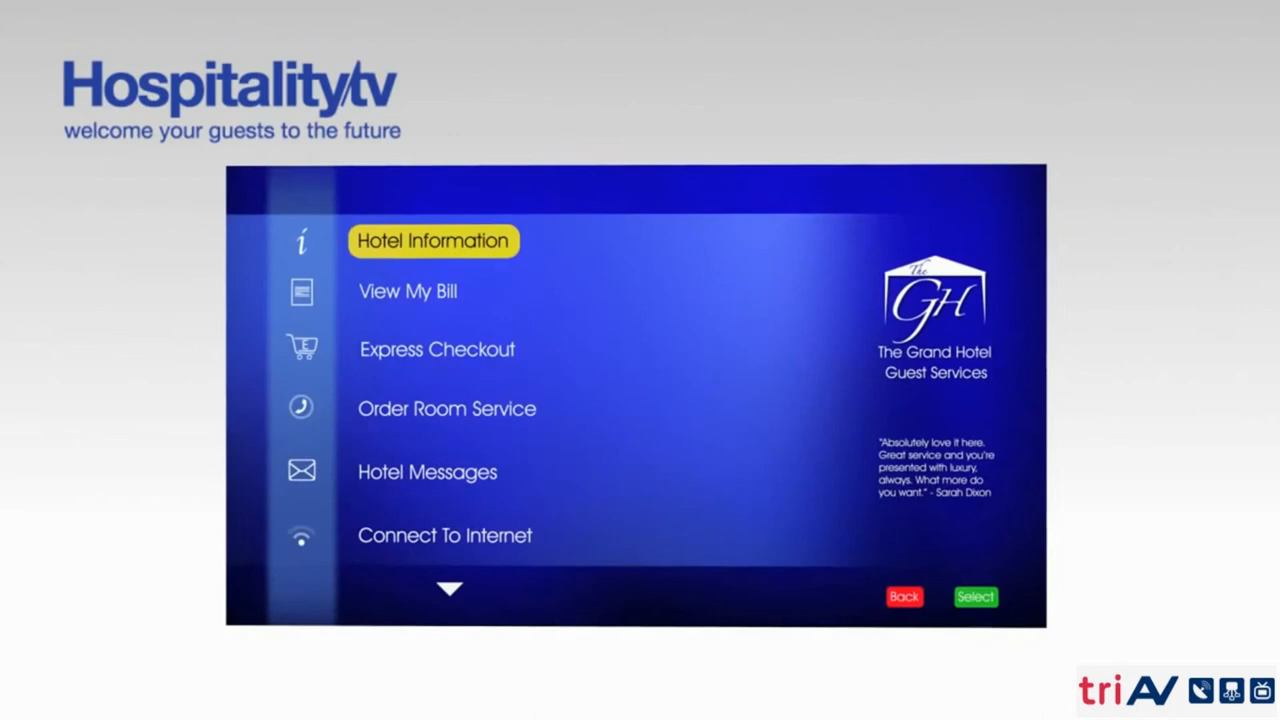 Hospitality/tv
welcome your guests to the future
i
Hotel Information
View My Bill
E
Express Checkout
Order Room Service
Hotel Messages
Connect To Internet
The
GH
The Grand Hotel
Guest Services
"Absolutely love it here.
Great service and you're
presented with luxury,
always. What more do
you want." - Sarah Dixon
Back
Select
triAV